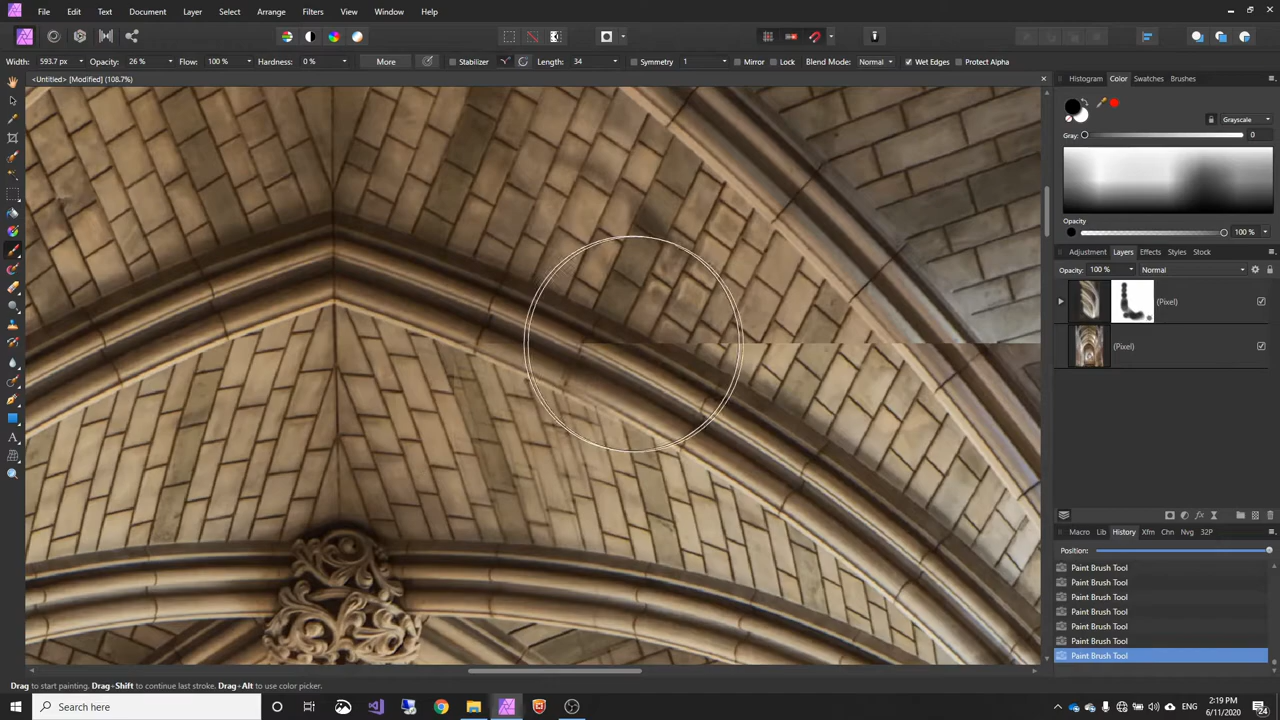 File Edit Text Document Layer Select Arrange Filters View Window Help
Width: 593.7 px Opacity: 26 % Flow: 100 % Hardness: 0 % More Stabilizer Length: 34 Symmetry 1 Mirror Lock Blend Mode: Normal Wet Edges Protect Alpha
<Untitled> [Modified] (108.7%)
Histogram Color Swatches Brushes
Grayscale
Gray: 0
Opacity
100 %
Adjustment Layers Effects Styles Stock
Opacity: 100 % Normal
(Pixel)
(Pixel)
Macro Lib History Xfm Chn Nvg 32P
Position:
Paint Brush Tool
Paint Brush Tool
Paint Brush Tool
Paint Brush Tool
Paint Brush Tool
Paint Brush Tool
Paint Brush Tool
Drag to start painting. Drag+Shift to continue last stroke. Drag+Alt to use color picker.
Search here
2:19 PM
6/11/2020
24